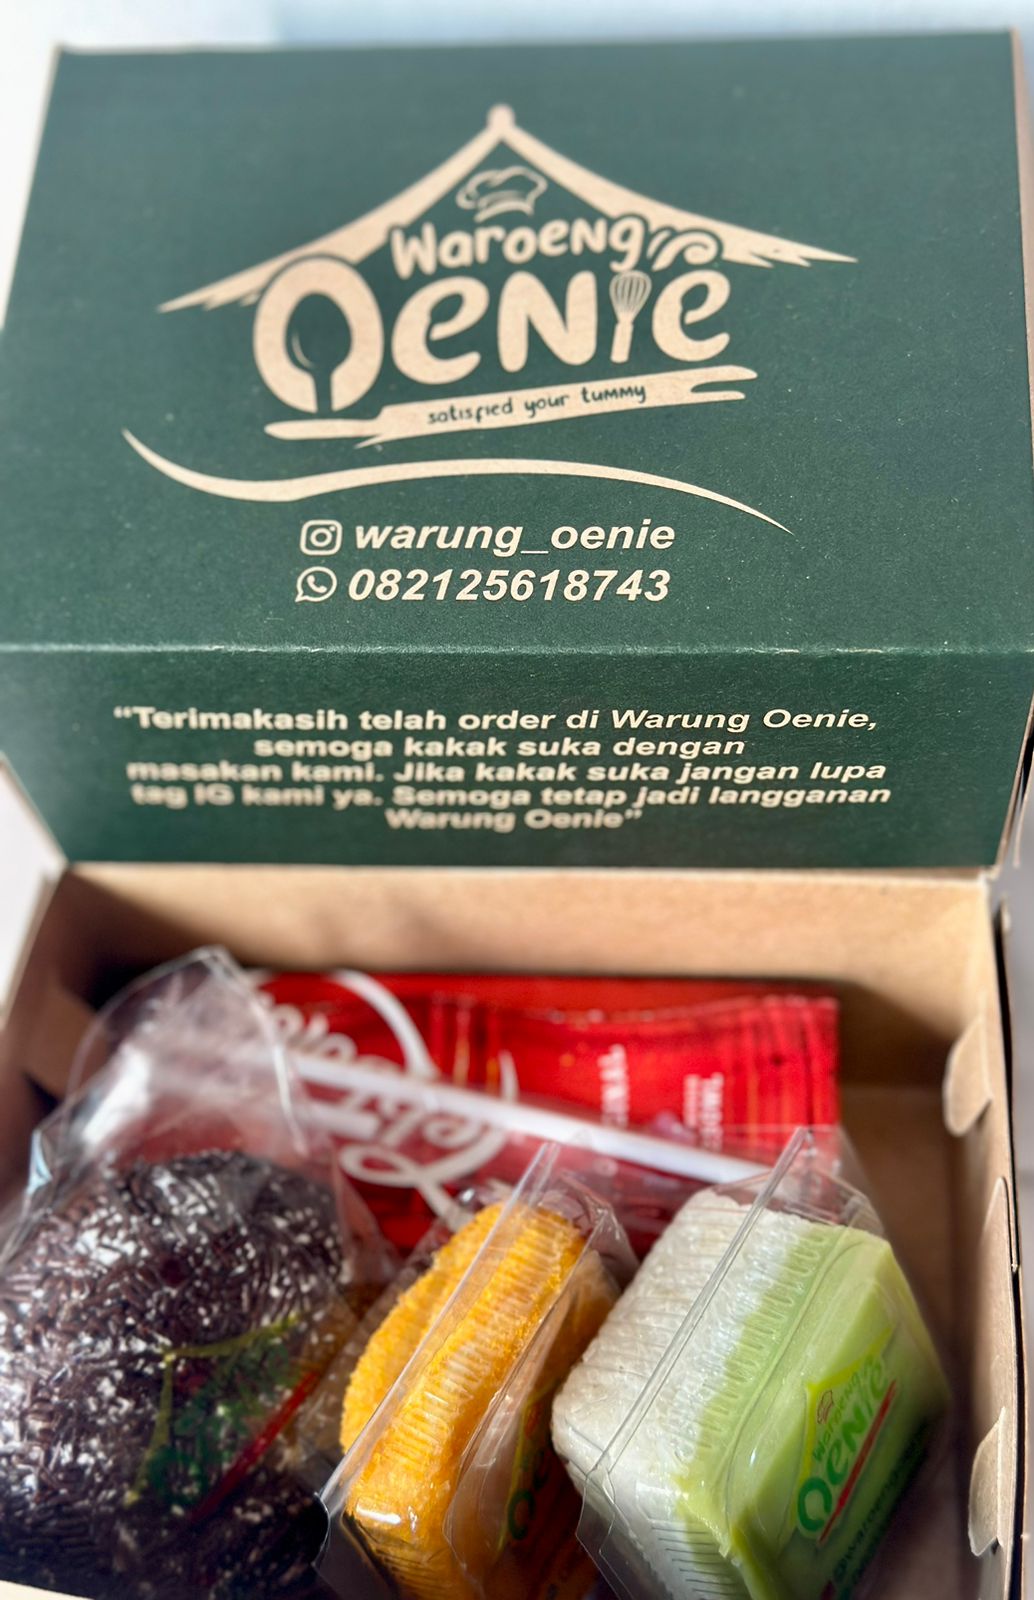 Waroeng
Oenie
satisfied your tummy
warung_oenie
082125618743
"Terimakasih telah order di Warung Oenie,
semoga kakak suka dengan
masakan kami. Jika kakak suka jangan lupa
tag IG kami ya. Semoga tetap jadi langganan
Warung Oenie"
Waroeng
Oenie